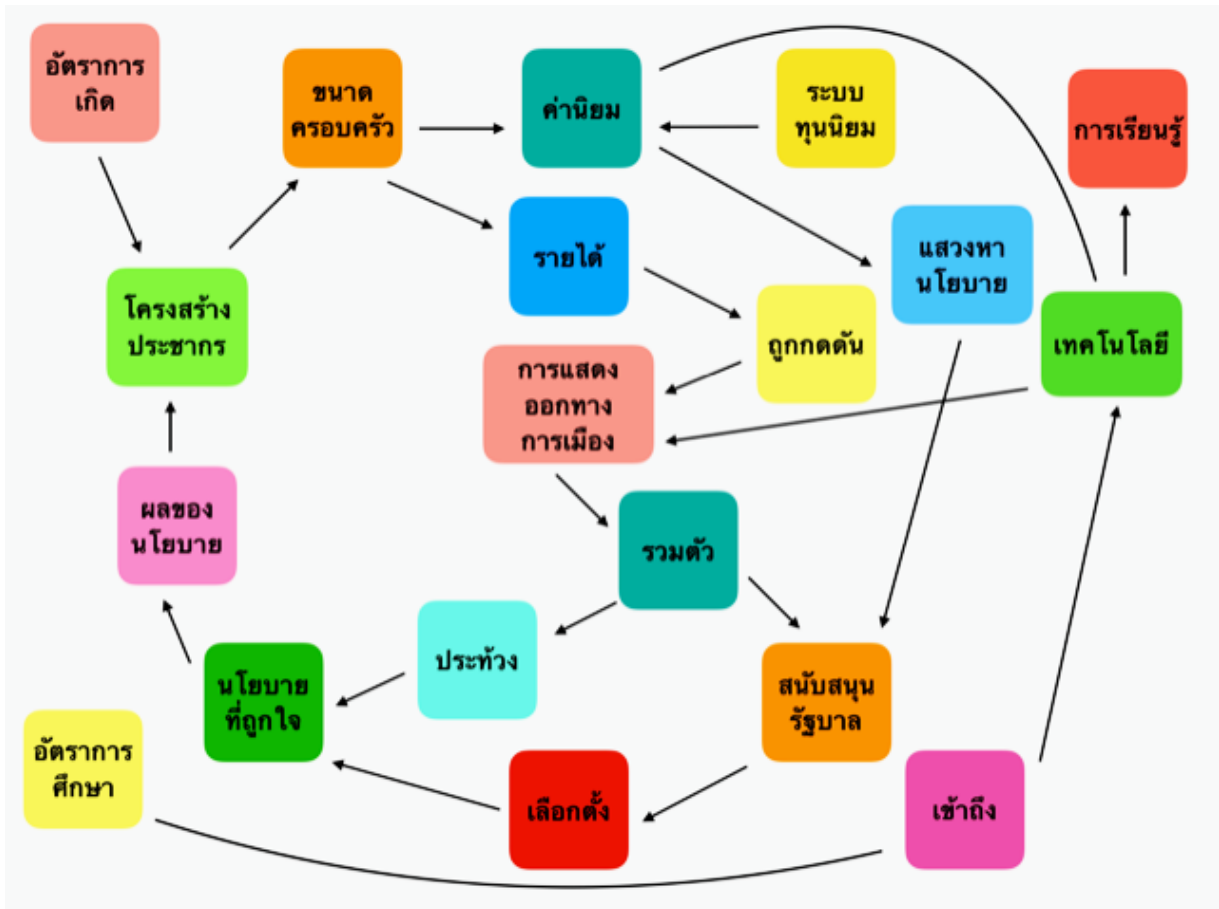 อัตราการ
เกิด
ขนาด
ครอบครัว
ค่านิยม
ระบบ
ทุนนิยม
การเรียนรู้
รายได้
แสวงหา
นโยบาย
โครงสร้าง
ประชากร
ถูกกดดัน
เทคโนโลยี
การแสดง
ออกทาง
การเมือง
ผลของ
นโยบาย
รวมตัว
ประท้วง
นโยบาย
ที่ถูกใจ
สนับสนุน
รัฐบาล
อัตราการ
ศึกษา
เลือกตั้ง
เข้าถึง